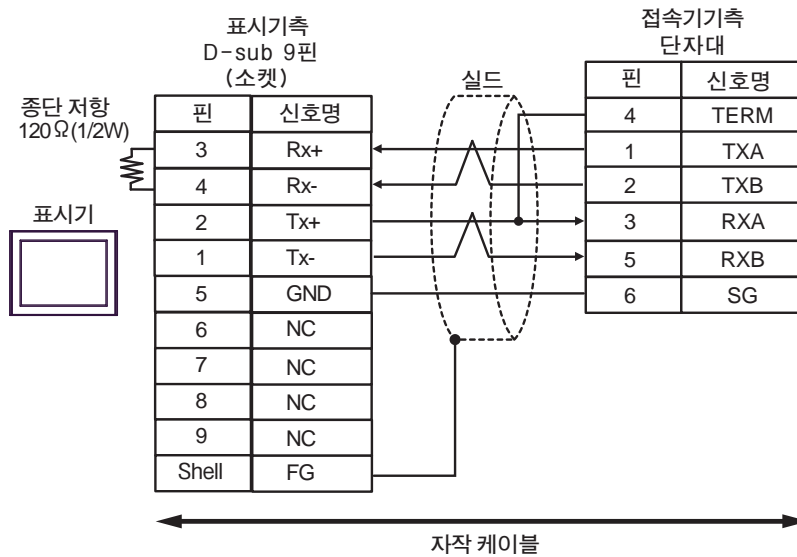 표시기측
D-sub 9핀
(소켓)
접속기기측
단자대
실드
종단 저항
120Ω(1/2W)
표시기
핀 신호명
3 Rx+
4 Rx-
2 Tx+
1 Tx-
5 GND
6 NC
7 NC
8 NC
9 NC
Shell FG
핀 신호명
4 TERM
1 TXA
2 TXB
3 RXA
5 RXB
6 SG
자작 케이블